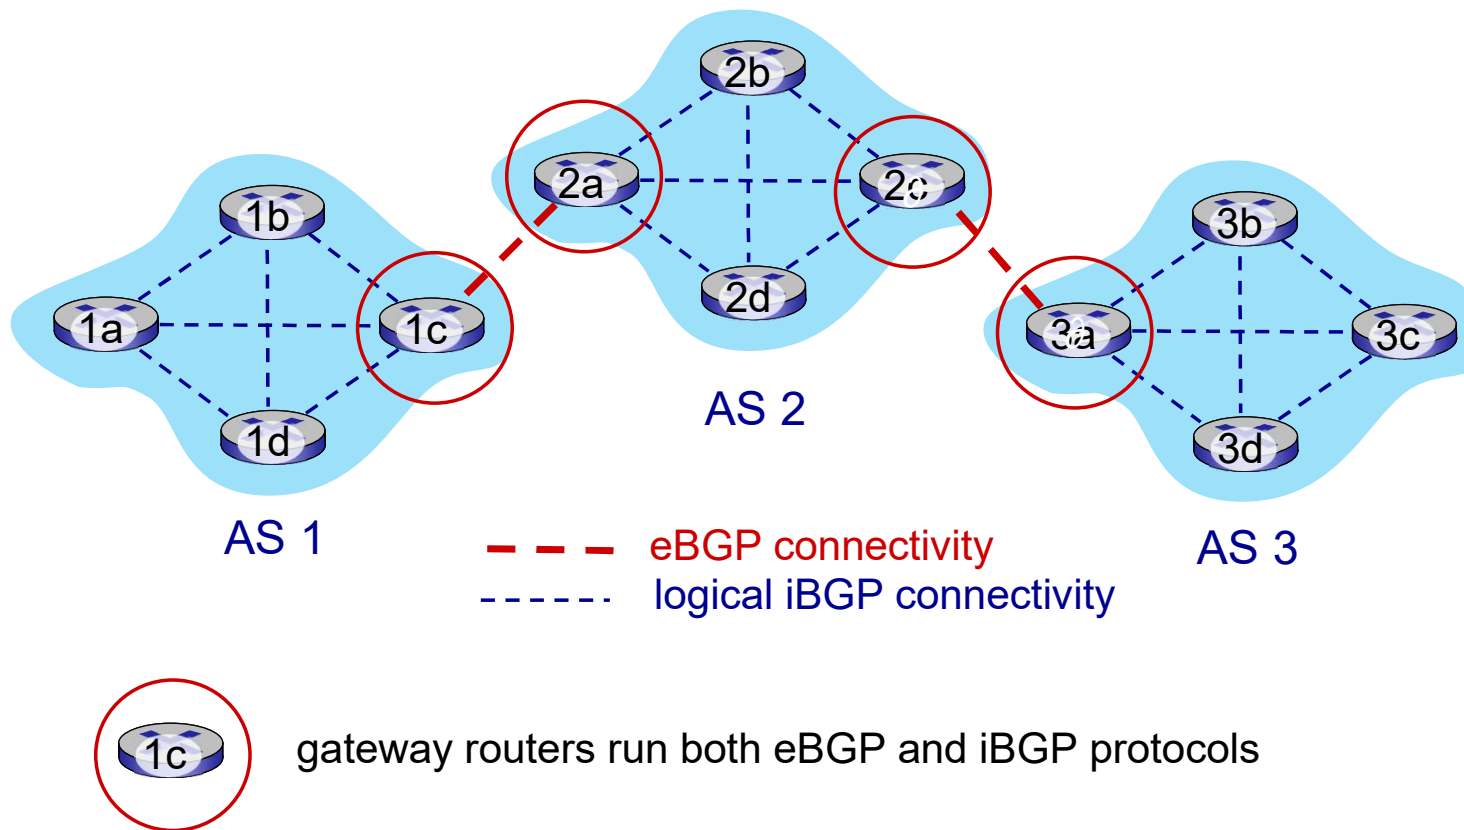 2b
2a
2c
1b
3b
2d
1a
1c
3a
3c
AS 2
1d
3d
AS 1
eBGP connectivity
AS 3
logical iBGP connectivity
1c
gateway routers run both eBGP and iBGP protocols